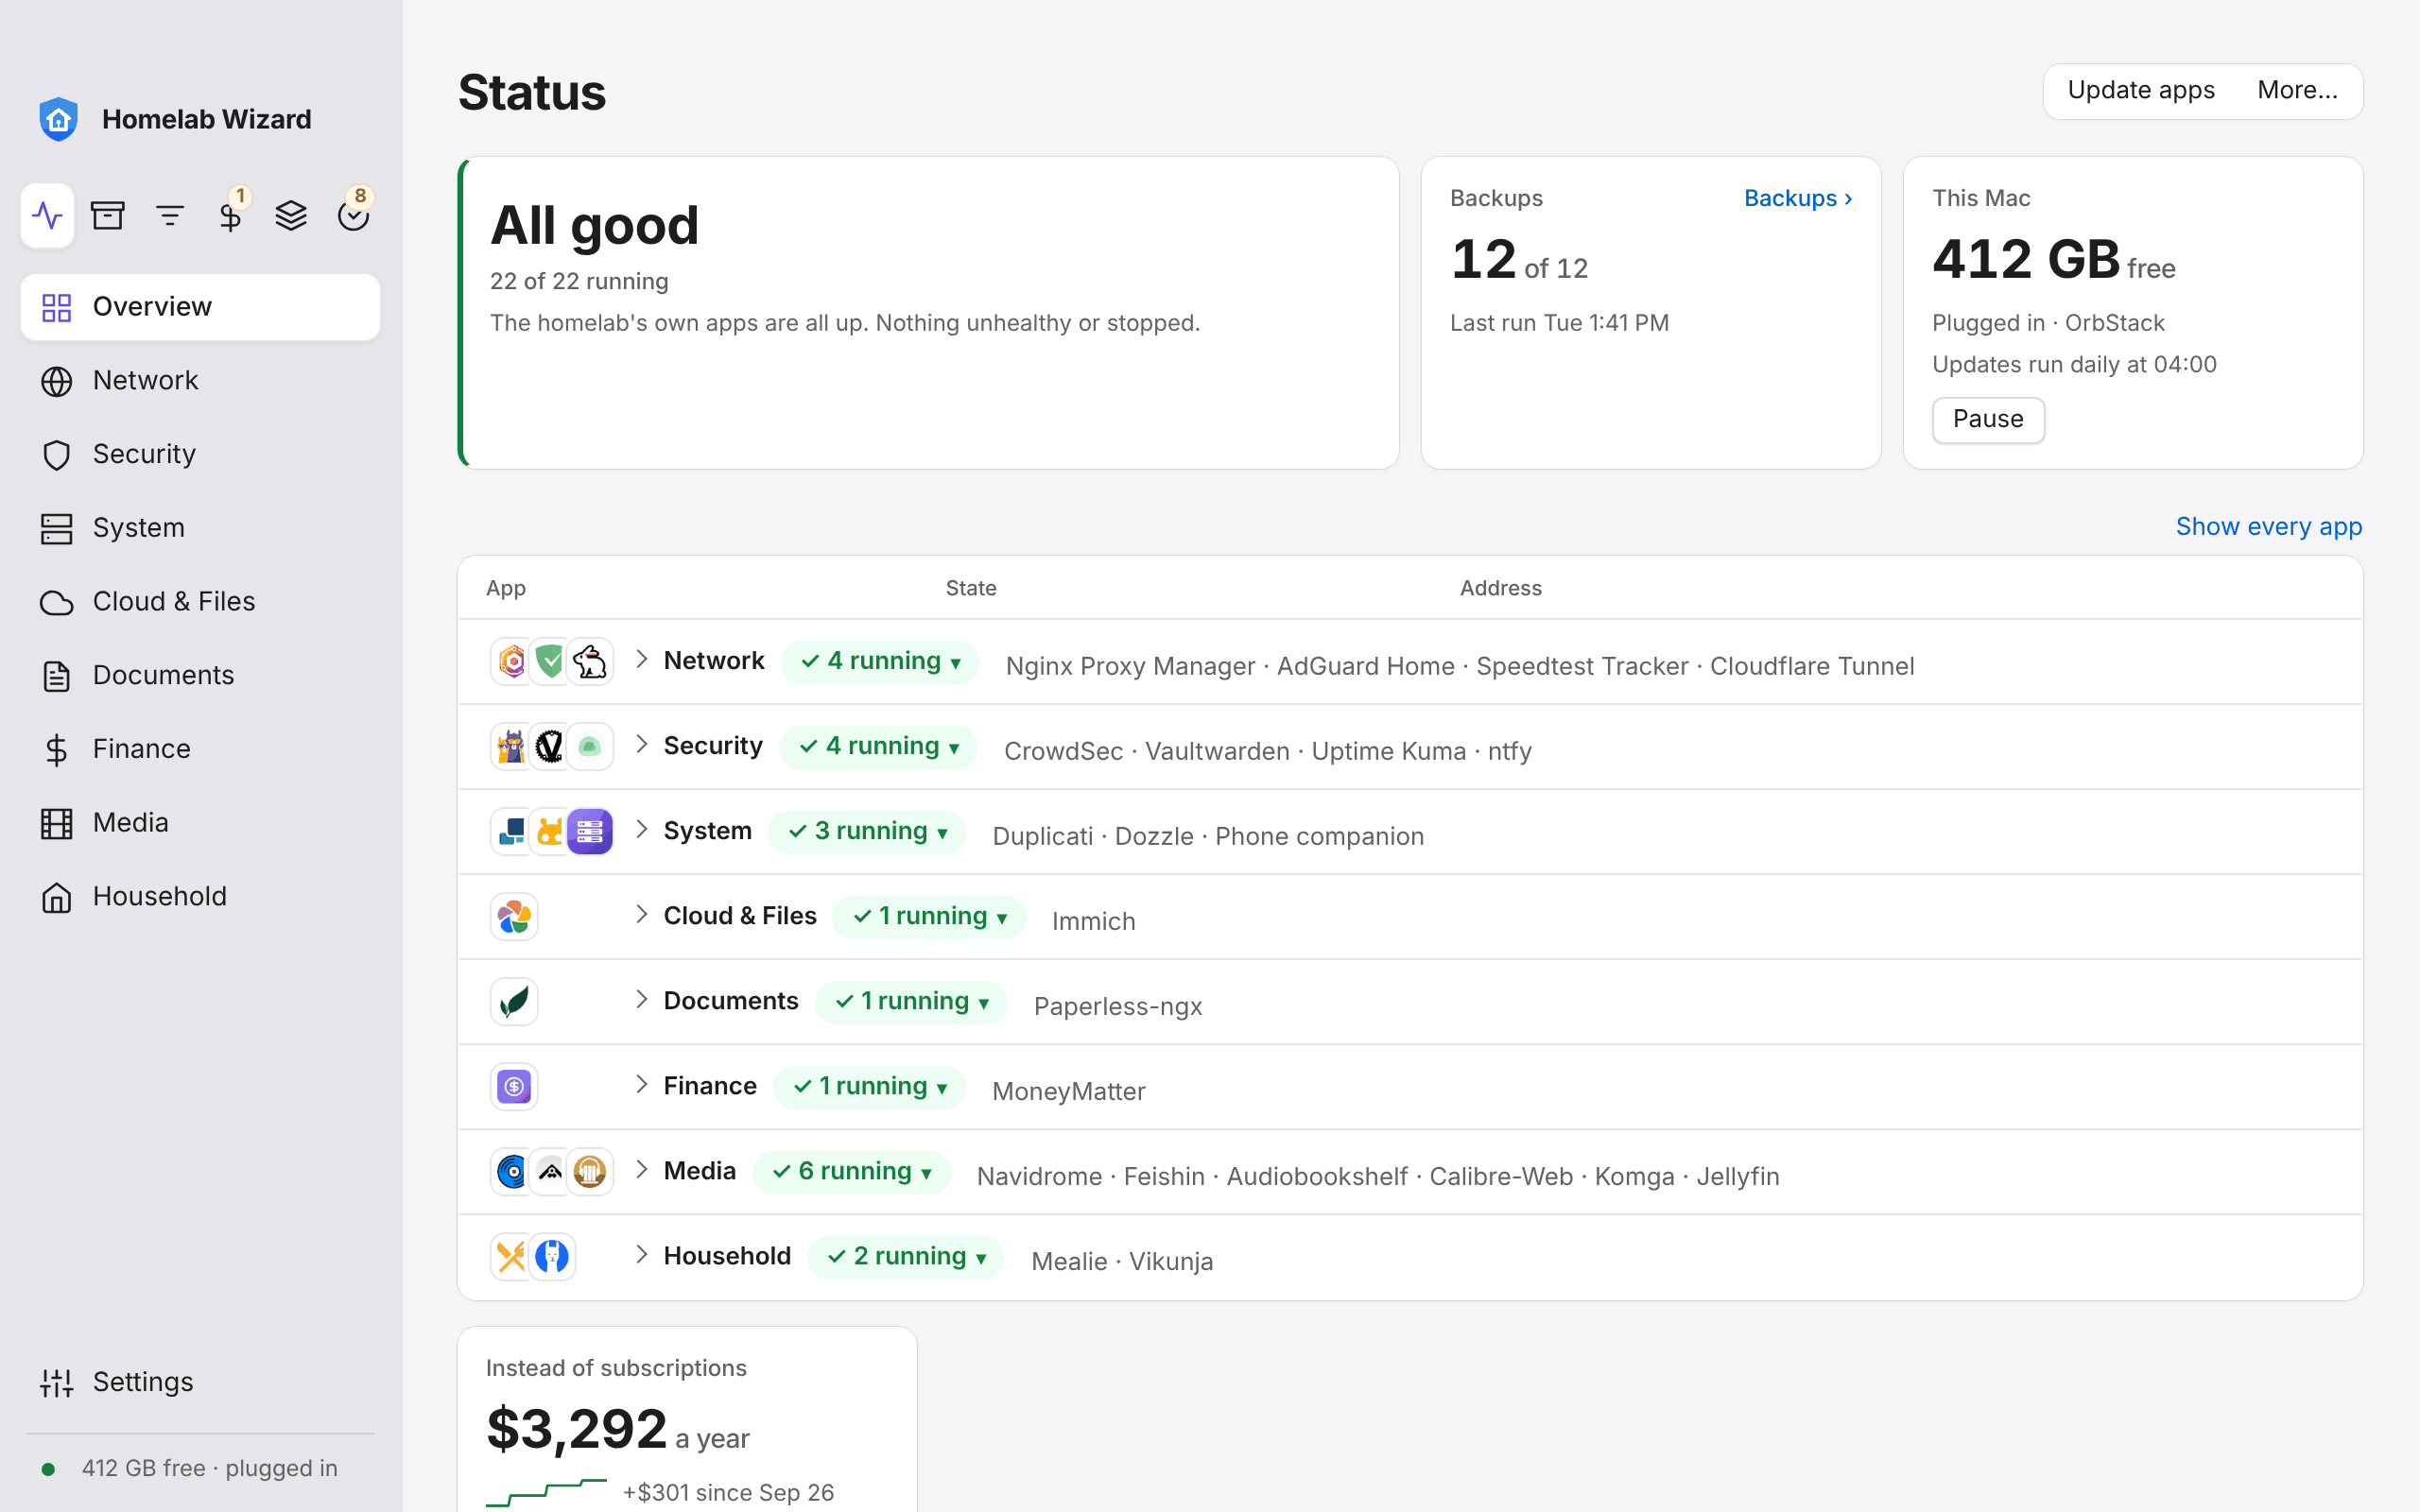 Homelab Wizard
1
8
Overview
Network
Security
System
Cloud & Files
Documents
Finance
Media
Household
Settings
412 GB free · plugged in
Status
Update apps More...
All good
22 of 22 running
The homelab's own apps are all up. Nothing unhealthy or stopped.
Backups Backups ›
12 of 12
Last run Tue 1:41 PM
This Mac
412 GB free
Plugged in · OrbStack
Updates run daily at 04:00
Pause
Show every app
App State Address
Network ✓ 4 running ▾ Nginx Proxy Manager · AdGuard Home · Speedtest Tracker · Cloudflare Tunnel
Security ✓ 4 running ▾ CrowdSec · Vaultwarden · Uptime Kuma · ntfy
System ✓ 3 running ▾ Duplicati · Dozzle · Phone companion
Cloud & Files ✓ 1 running ▾ Immich
Documents ✓ 1 running ▾ Paperless-ngx
Finance ✓ 1 running ▾ MoneyMatter
Media ✓ 6 running ▾ Navidrome · Feishin · Audiobookshelf · Calibre-Web · Komga · Jellyfin
Household ✓ 2 running ▾ Mealie · Vikunja
Instead of subscriptions
$3,292 a year
+$301 since Sep 26